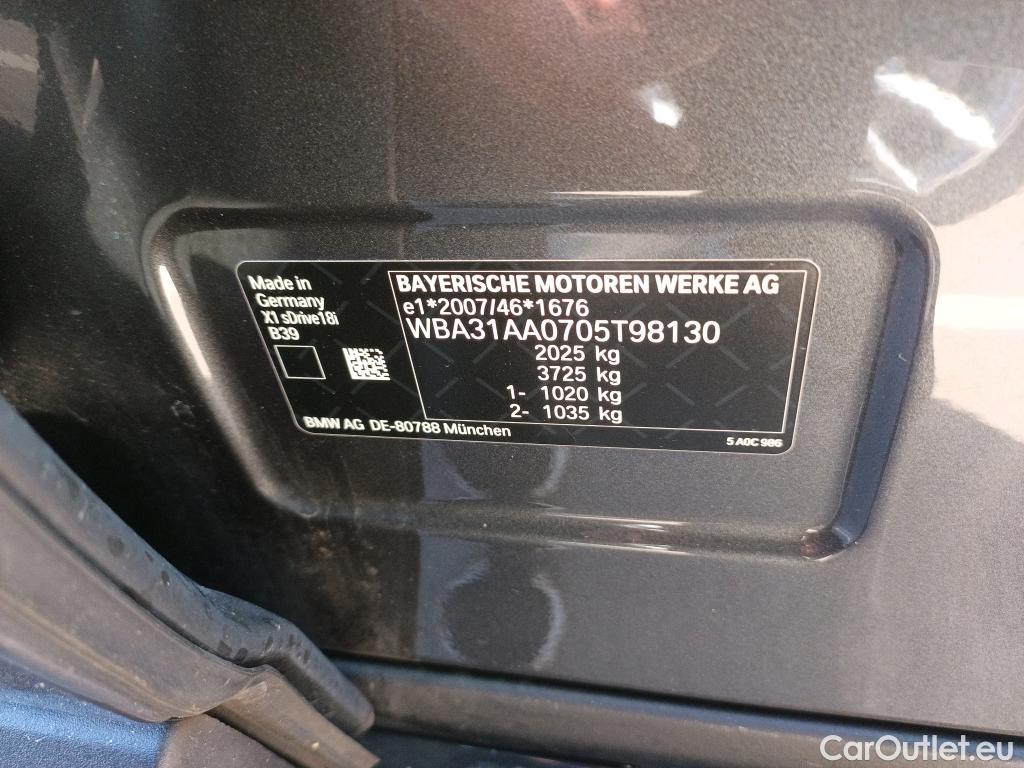 Made in
Germany
X1 sDrive18i
B39
BAYERISCHE MOTOREN WERKE AG
e1*2007/46*1676
WBA31AA0705T98130
2025 kg
3725 kg
1- 1020 kg
2- 1035 kg
BMW AG DE-80788 München
5 A0C 986
CarOutlet.eu